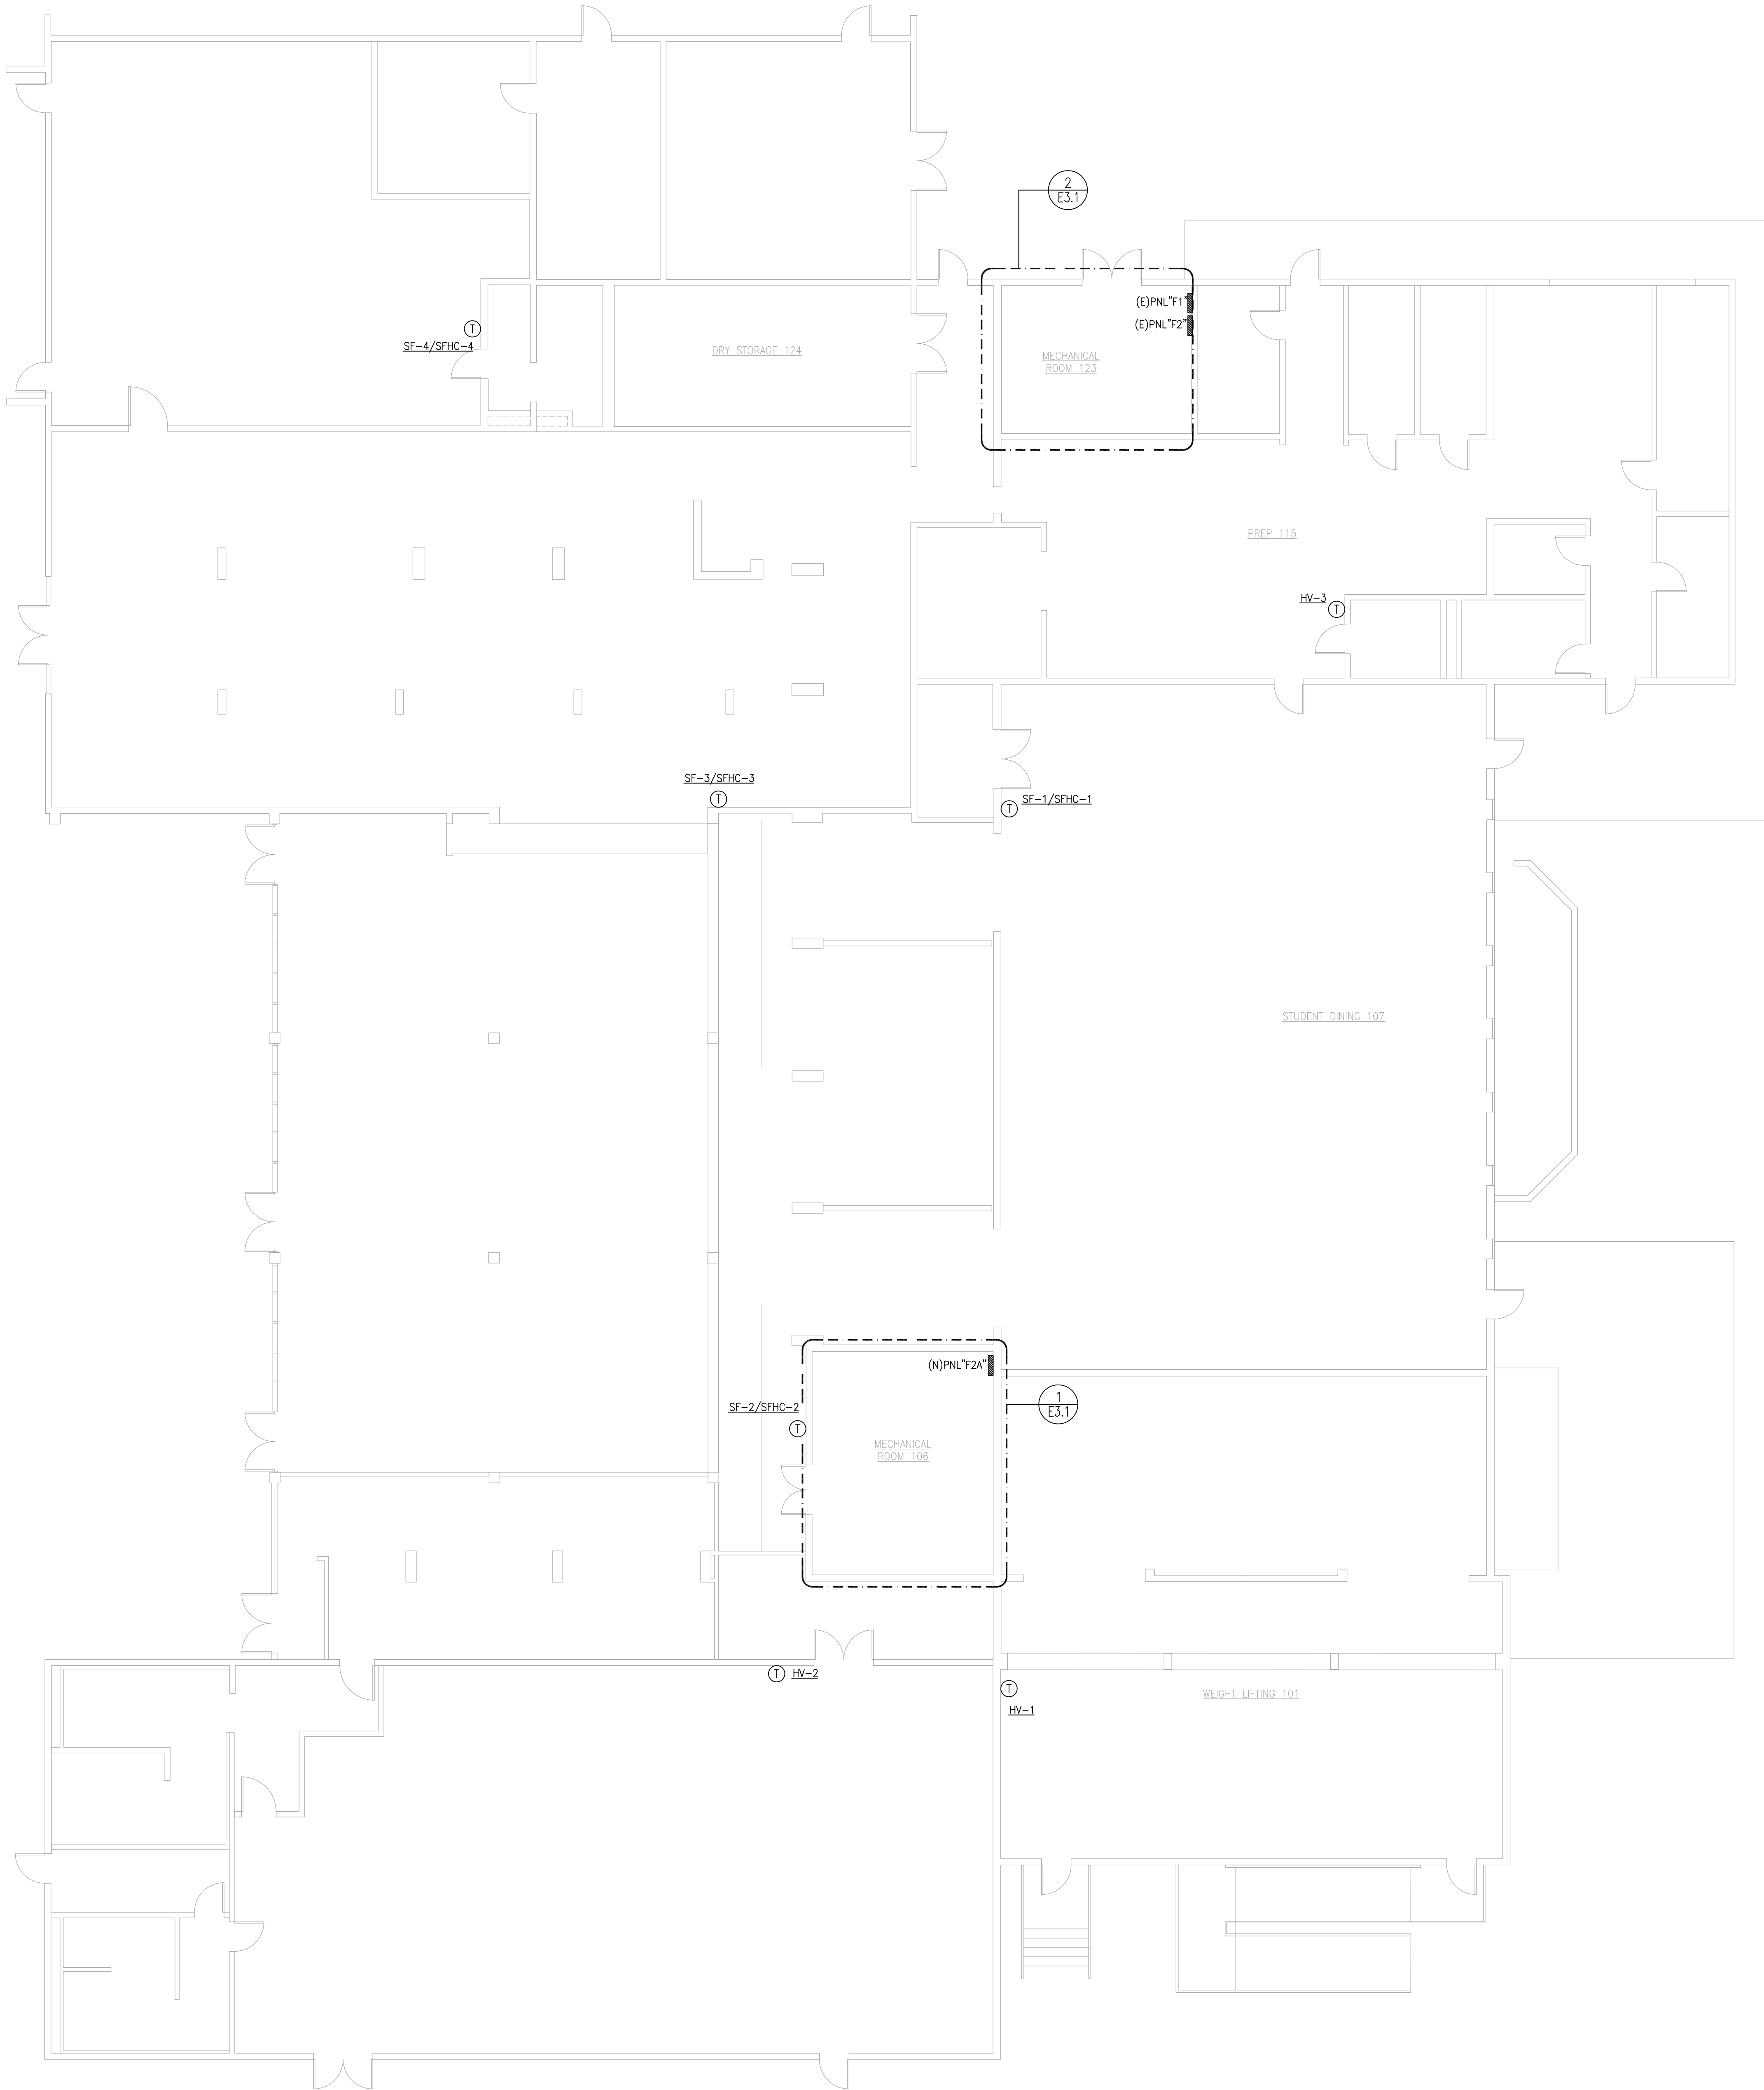 2
E3.1
(E)PNL"F1"
(E)PNL"F2"
T
SF-4/SFHC-4
DRY STORAGE 124
MECHANICAL
ROOM 123
PREP 115
HV-3
T
SF-3/SFHC-3
T
SF-1/SFHC-1
T
STUDENT DINING 107
(N)PNL"F2A"
1
E3.1
SF-2/SFHC-2
T
MECHANICAL
ROOM 106
T HV-2
T
HV-1
WEIGHT LIFTING 101